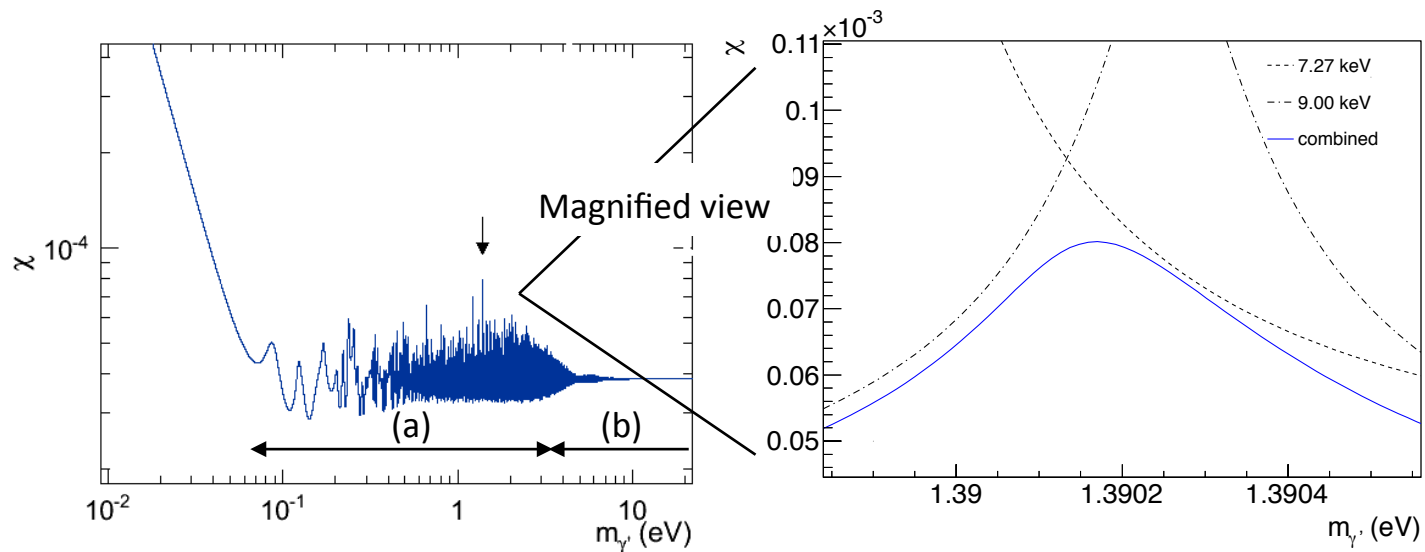 χ
10⁻⁴
(a)
(b)
10⁻²
10⁻¹
1
10
m_γ' (eV)
Magnified view
χ
×10⁻³
0.11
0.1
0.09
0.08
0.07
0.06
0.05
7.27 keV
9.00 keV
combined
1.39
1.3902
1.3904
m_γ' (eV)